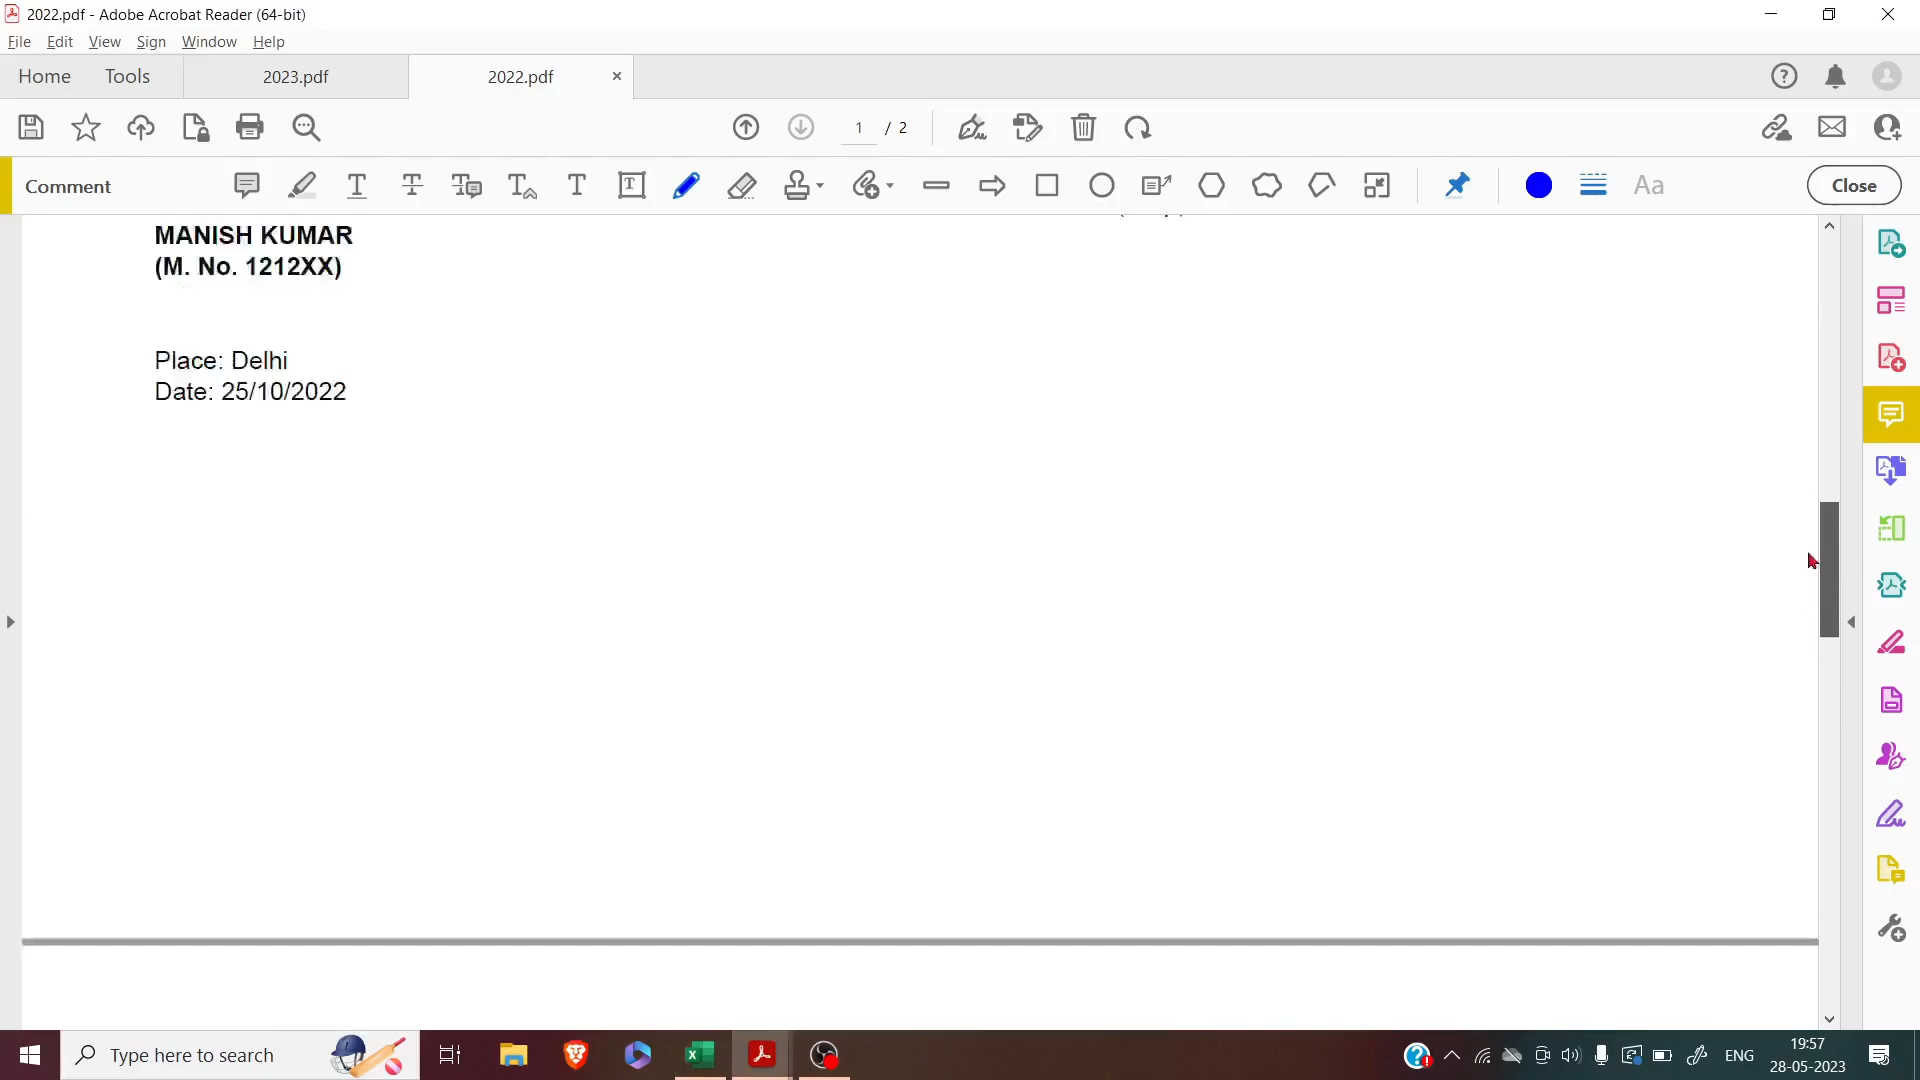 2022.pdf - Adobe Acrobat Reader (64-bit)
File Edit View Sign Window Help
Home Tools 2023.pdf 2022.pdf
1 / 2
Comment Aa Close
MANISH KUMAR
(M. No. 1212XX)
Place: Delhi
Date: 25/10/2022
Type here to search
ENG
19:57
28-05-2023